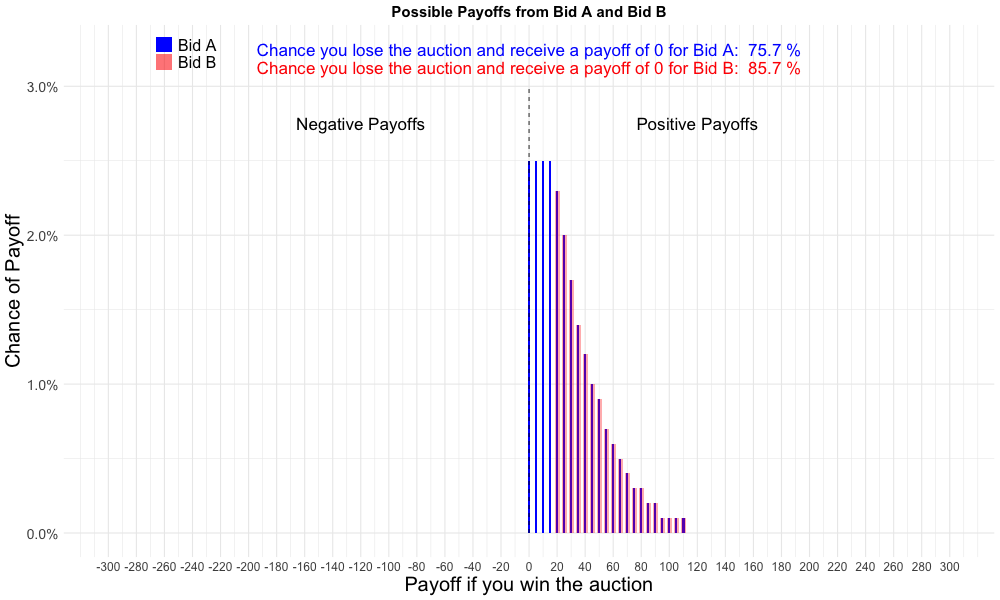 Possible Payoffs from Bid A and Bid B
Bid A
Bid B
Chance you lose the auction and receive a payoff of 0 for Bid A: 75.7 %
Chance you lose the auction and receive a payoff of 0 for Bid B: 85.7 %
Negative Payoffs
Positive Payoffs
Chance of Payoff
3.0%
2.0%
1.0%
0.0%
-300 -280 -260 -240 -220 -200 -180 -160 -140 -120 -100 -80 -60 -40 -20 0 20 40 60 80 100 120 140 160 180 200 220 240 260 280 300
Payoff if you win the auction